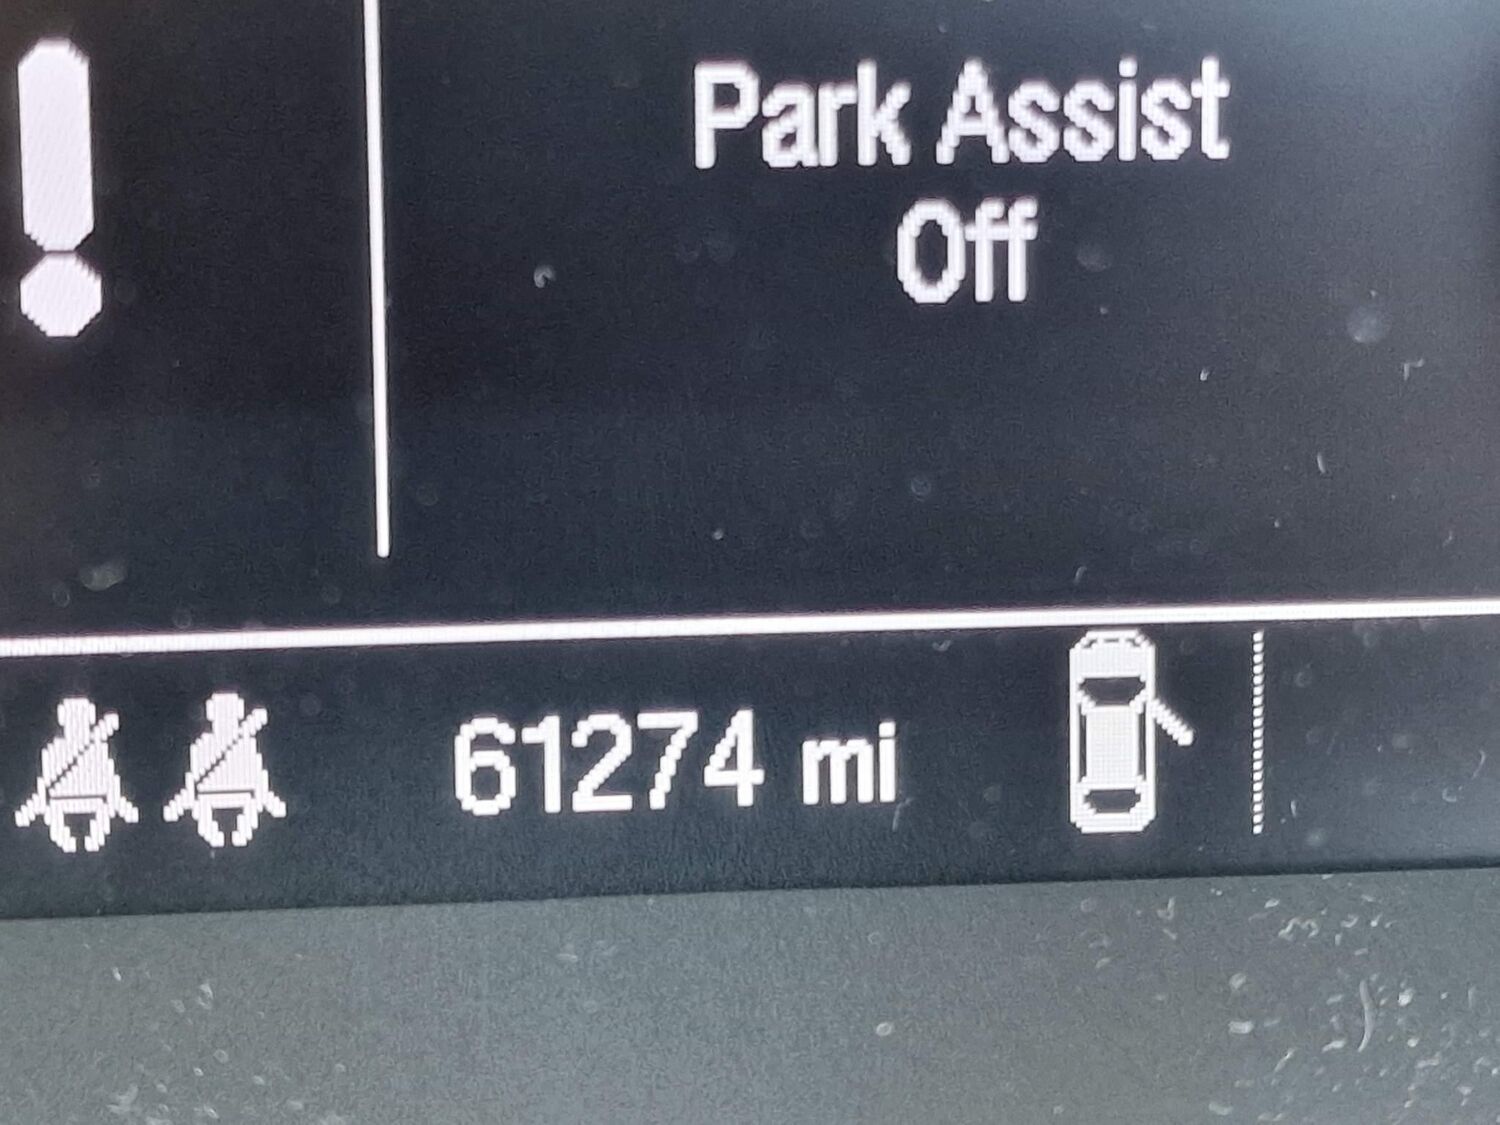 Park Assist
Off
61274 mi